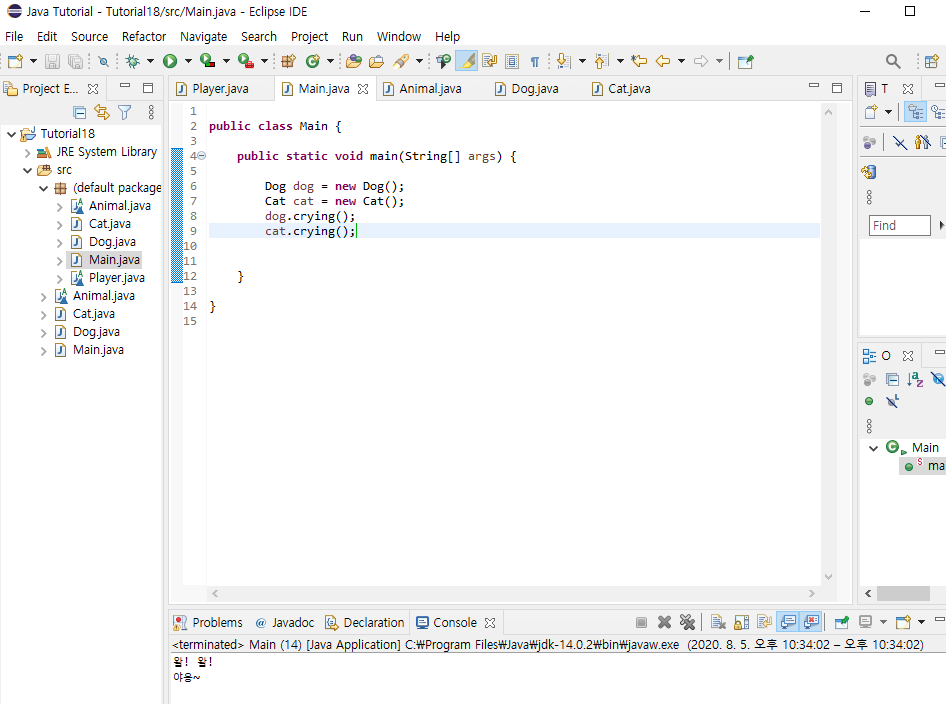 Java Tutorial - Tutorial18/src/Main.java - Eclipse IDE
File Edit Source Refactor Navigate Search Project Run Window Help
Project E...
Player.java Main.java Animal.java Dog.java Cat.java
T
Tutorial18
JRE System Library
src
(default package
Animal.java
Cat.java
Dog.java
Main.java
Player.java
Animal.java
Cat.java
Dog.java
Main.java
1
2 public class Main {
3
4 public static void main(String[] args) {
5
6 Dog dog = new Dog();
7 Cat cat = new Cat();
8 dog.crying();
9 cat.crying();
10
11
12 }
13
14 }
15
Find
O
Main
ma
Problems @ Javadoc Declaration Console
<terminated> Main (14) [Java Application] C:₩Program Files₩Java₩jdk-14.0.2₩bin₩javaw.exe (2020. 8. 5. 오후 10:34:02 – 오후 10:34:02)
왈! 왈!
야옹~